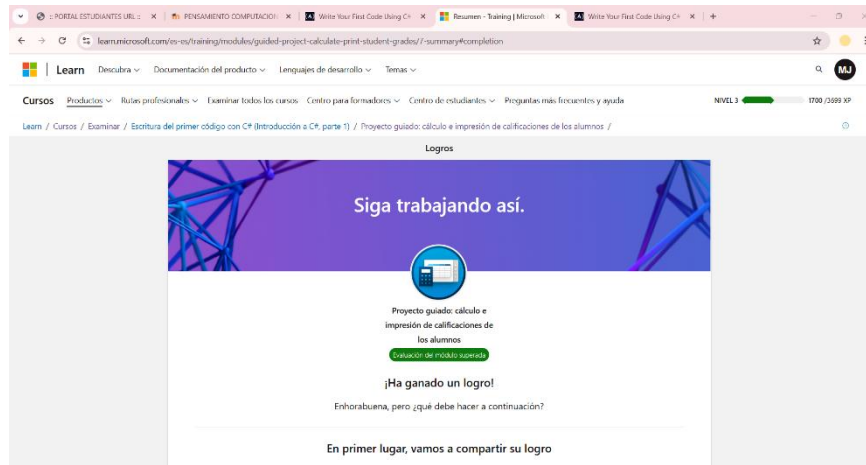 :: PORTAL ESTUDIANTES URL ::
PENSAMIENTO COMPUTACION
Write Your First Code Using C#
Resumen - Training | Microsoft
Write Your First Code Using C#
learn.microsoft.com/es-es/training/modules/guided-project-calculate-print-student-grades/7-summary#completion
Learn Descubra Documentación del producto Lenguajes de desarrollo Temas
MJ
Cursos Productos Rutas profesionales Examinar todos los cursos Centro para formadores Centro de estudiantes Preguntas más frecuentes y ayuda
NIVEL 3 1700 /3699 XP
Learn / Cursos / Examinar / Escritura del primer código con C# (Introducción a C#, parte 1) / Proyecto guiado: cálculo e impresión de calificaciones de los alumnos /
Logros
Siga trabajando así.
Proyecto guiado: cálculo e
impresión de calificaciones de
los alumnos
Evaluación del módulo superada
¡Ha ganado un logro!
Enhorabuena, pero ¿qué debe hacer a continuación?
En primer lugar, vamos a compartir su logro